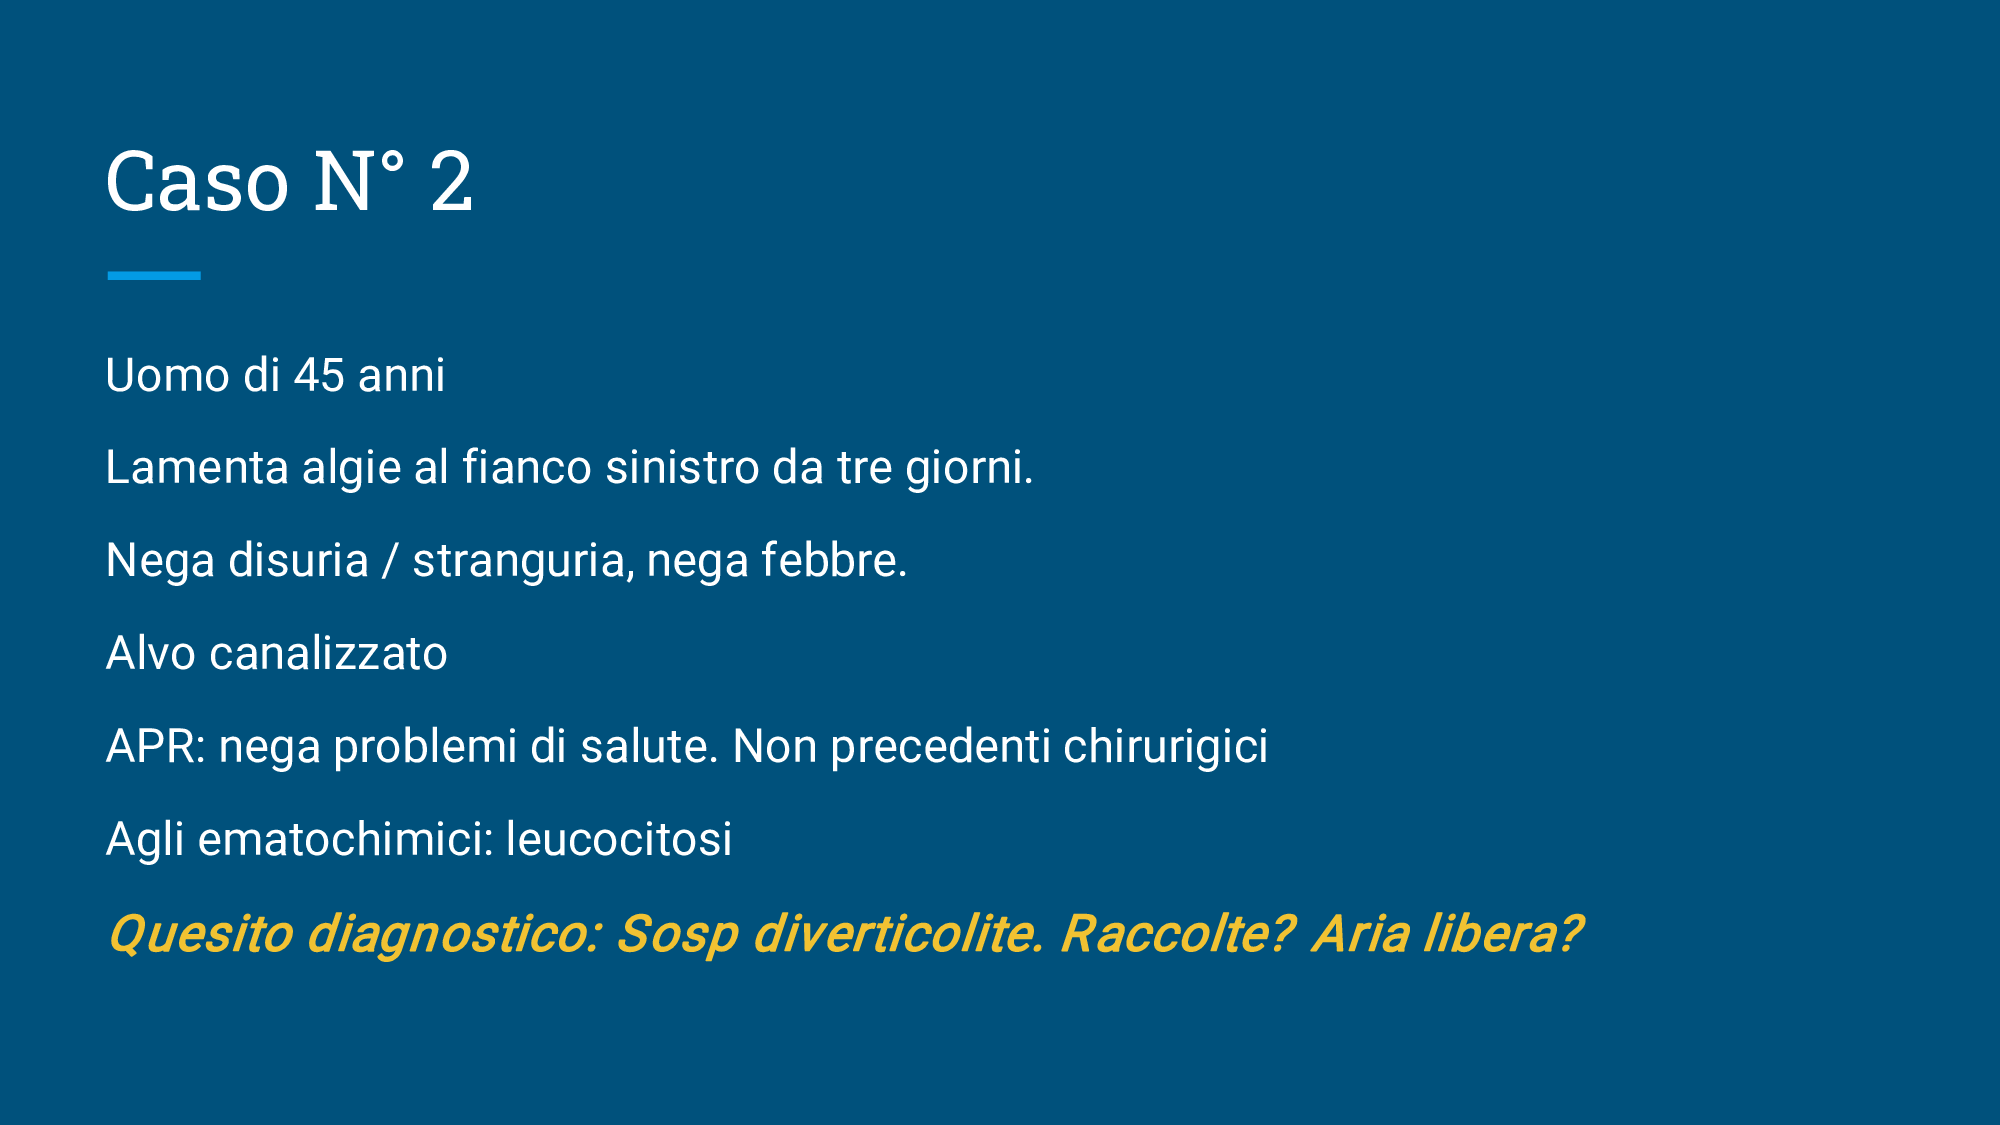 Caso N° 2
Uomo di 45 anni
Lamenta algie al fianco sinistro da tre giorni.
Nega disuria / stranguria, nega febbre.
Alvo canalizzato
APR: nega problemi di salute. Non precedenti chirurigici
Agli ematochimici: leucocitosi
Quesito diagnostico: Sosp diverticolite. Raccolte? Aria libera?